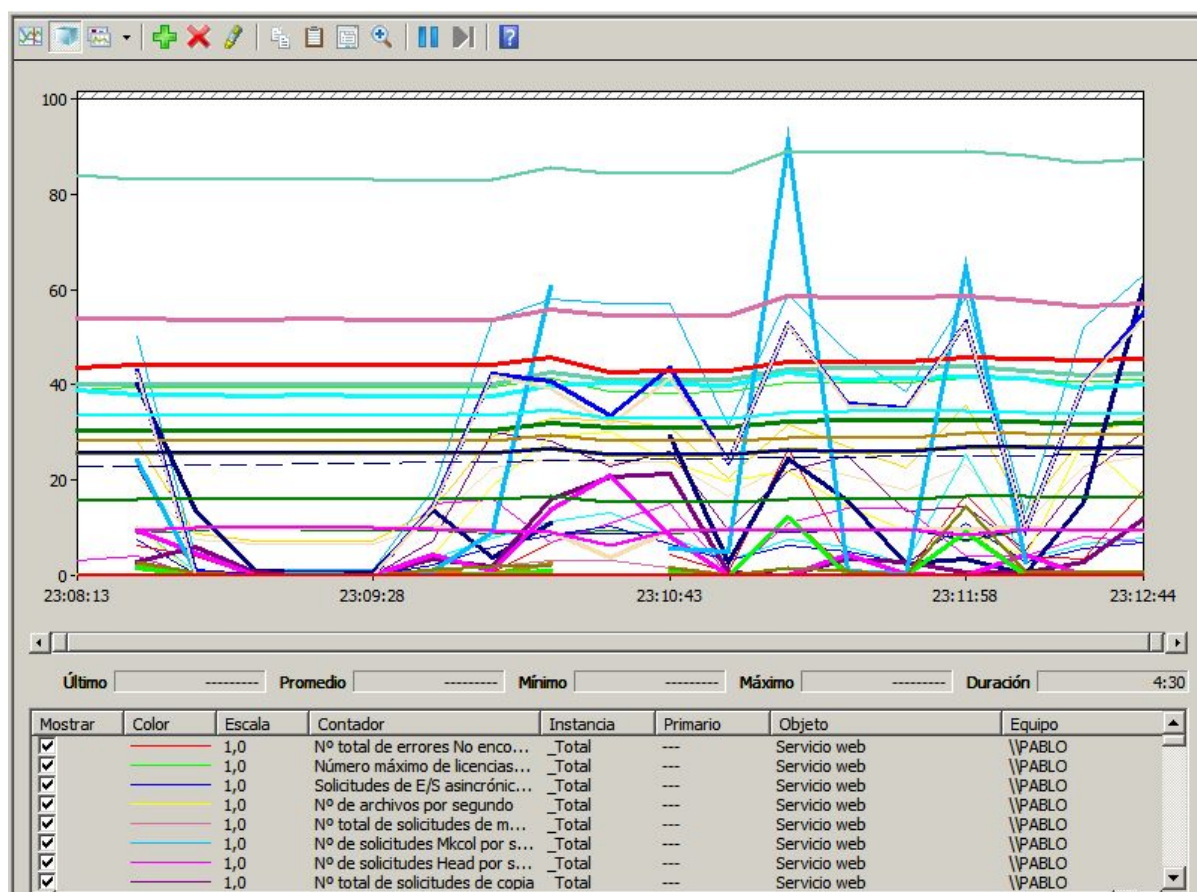 100
80
60
40
20
0
23:08:13 23:09:28 23:10:43 23:11:58 23:12:44
Último --------- Promedio --------- Mínimo --------- Máximo --------- Duración 4:30
Mostrar Color Escala Contador Instancia Primario Objeto Equipo
1,0 Nº total de errores No enco... _Total --- Servicio web \\PABLO
1,0 Número máximo de licencias... _Total --- Servicio web \\PABLO
1,0 Solicitudes de E/S asincrónic... _Total --- Servicio web \\PABLO
1,0 Nº de archivos por segundo _Total --- Servicio web \\PABLO
1,0 Nº total de solicitudes de m... _Total --- Servicio web \\PABLO
1,0 Nº de solicitudes Mkcol por s... _Total --- Servicio web \\PABLO
1,0 Nº de solicitudes Head por s... _Total --- Servicio web \\PABLO
1,0 Nº total de solicitudes de copia _Total --- Servicio web \\PABLO